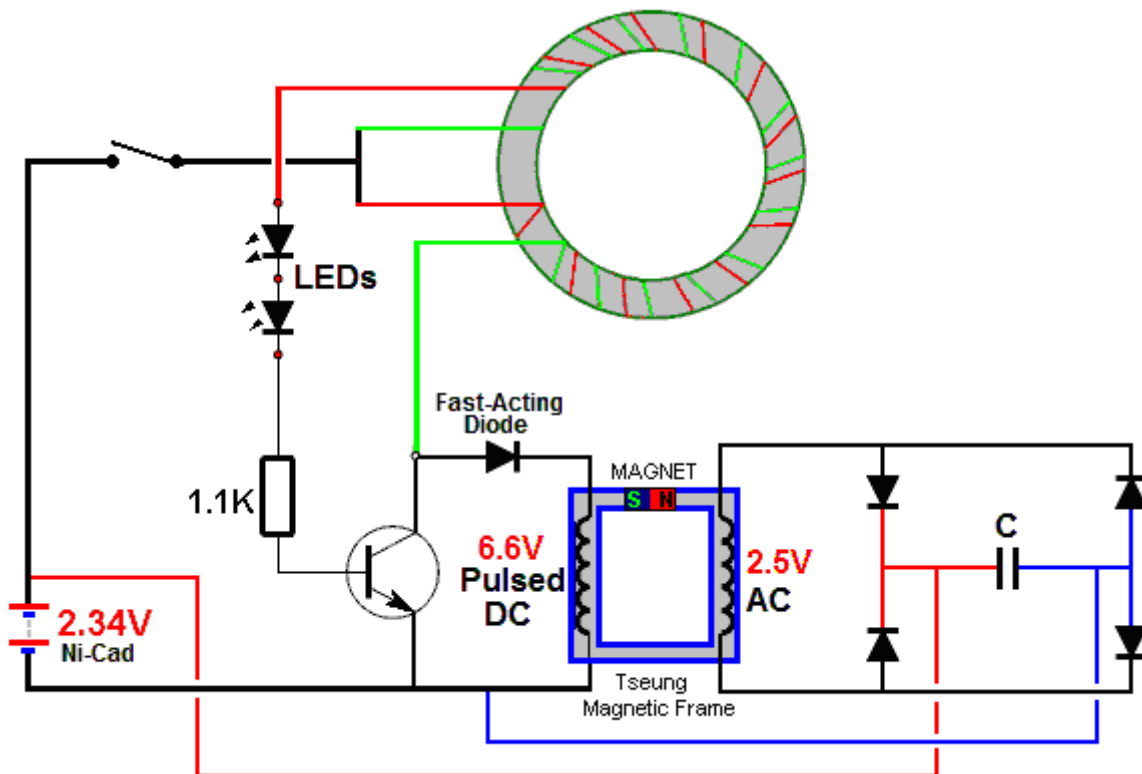 LEDs
Fast-Acting
Diode
1.1K
MAGNET
S N
C
6.6V
Pulsed
DC
2.5V
AC
2.34V
Ni-Cad
Tseung
Magnetic Frame